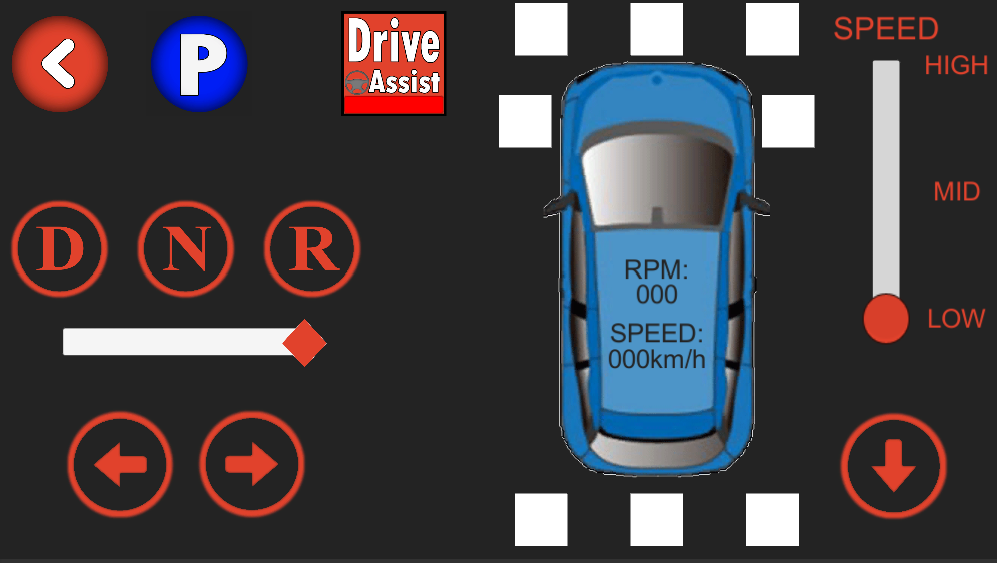 P
Drive
Assist
SPEED
HIGH
MID
LOW
D N R
RPM:
000
SPEED:
000km/h